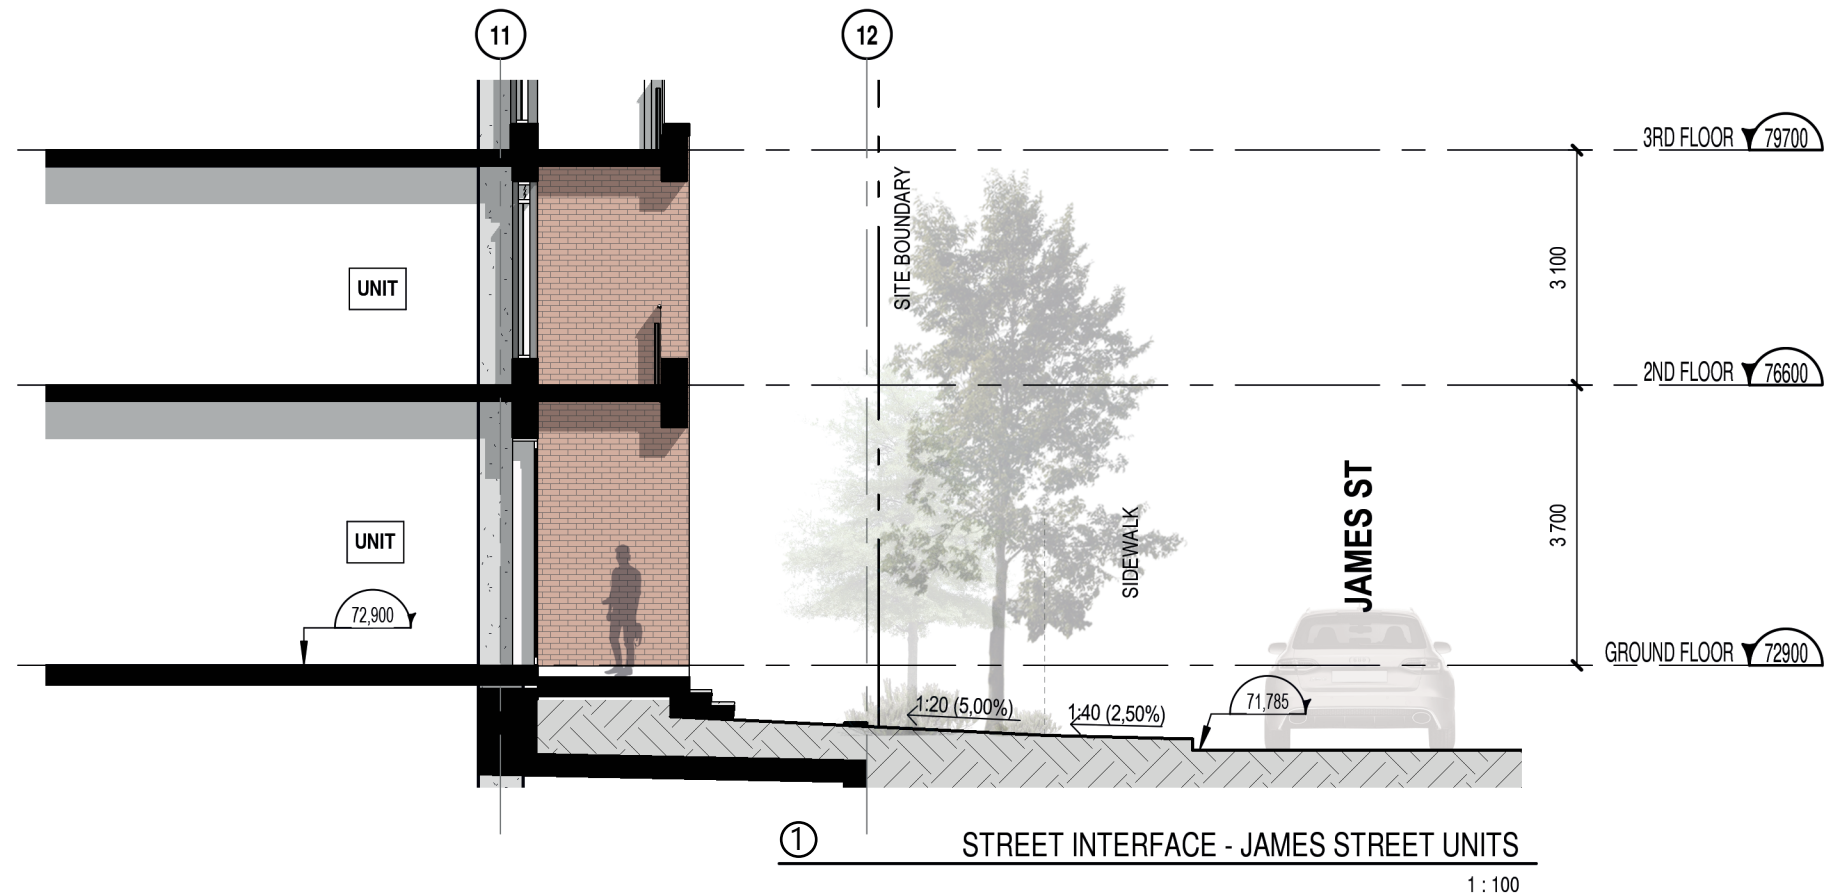 11
12
3RD FLOOR 79700
SITE BOUNDARY
3 100
UNIT
2ND FLOOR 76600
JAMES ST
SIDEWALK
3 700
UNIT
72,900
GROUND FLOOR 72900
71,785
1:20 (5,00%)
1:40 (2,50%)
1 STREET INTERFACE - JAMES STREET UNITS
1 : 100